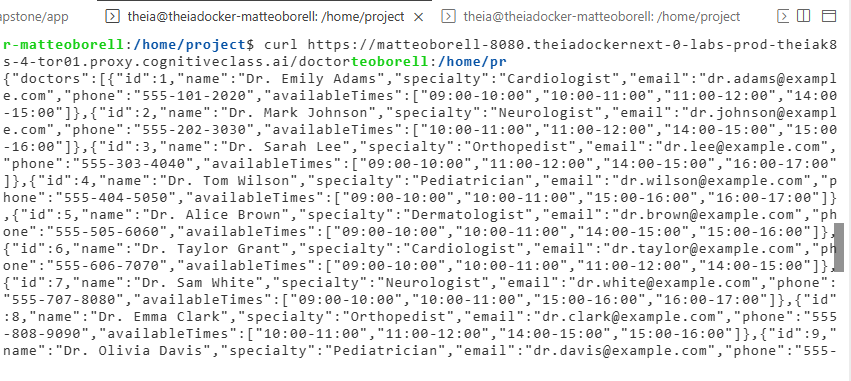 apstone/app
theia@theiadocker-matteoborell: /home/project
theia@theiadocker-matteoborell: /home/project
r-matteoborell:/home/project$ curl https://matteoborell-8080.theiadockernext-0-labs-prod-theiak8
s-4-tor01.proxy.cognitiveclass.ai/doctorteoborell:/home/pr
{"doctors":[{"id":1,"name":"Dr. Emily Adams","specialty":"Cardiologist","email":"dr.adams@exampl
e.com","phone":"555-101-2020","availableTimes":["09:00-10:00","10:00-11:00","11:00-12:00","14:00
-15:00"]},{"id":2,"name":"Dr. Mark Johnson","specialty":"Neurologist","email":"dr.johnson@exampl
e.com","phone":"555-202-3030","availableTimes":["10:00-11:00","11:00-12:00","14:00-15:00","15:00
-16:00"]},{"id":3,"name":"Dr. Sarah Lee","specialty":"Orthopedist","email":"dr.lee@example.com",
"phone":"555-303-4040","availableTimes":["09:00-10:00","11:00-12:00","14:00-15:00","16:00-17:00"
]},{"id":4,"name":"Dr. Tom Wilson","specialty":"Pediatrician","email":"dr.wilson@example.com","p
hone":"555-404-5050","availableTimes":["09:00-10:00","10:00-11:00","15:00-16:00","16:00-17:00"]}
,{"id":5,"name":"Dr. Alice Brown","specialty":"Dermatologist","email":"dr.brown@example.com","ph
one":"555-505-6060","availableTimes":["09:00-10:00","10:00-11:00","14:00-15:00","15:00-16:00"]},
{"id":6,"name":"Dr. Taylor Grant","specialty":"Cardiologist","email":"dr.taylor@example.com","ph
one":"555-606-7070","availableTimes":["09:00-10:00","10:00-11:00","11:00-12:00","14:00-15:00"]},
{"id":7,"name":"Dr. Sam White","specialty":"Neurologist","email":"dr.white@example.com","phone":
"555-707-8080","availableTimes":["09:00-10:00","10:00-11:00","15:00-16:00","16:00-17:00"]},{"id"
:8,"name":"Dr. Emma Clark","specialty":"Orthopedist","email":"dr.clark@example.com","phone":"555
-808-9090","availableTimes":["10:00-11:00","11:00-12:00","14:00-15:00","15:00-16:00"]},{"id":9,"
name":"Dr. Olivia Davis","specialty":"Pediatrician","email":"dr.davis@example.com","phone":"555-